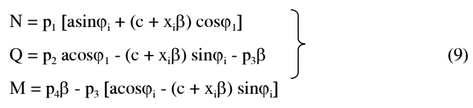 N = p₁ [asinφᵢ + (c + xᵢβ) cosφ₁]
Q = p₂ acosφ₁ - (c + xᵢβ) sinφᵢ - p₃β (9)
M = p₄β - p₃ [acosφᵢ - (c + xᵢβ) sinφᵢ]